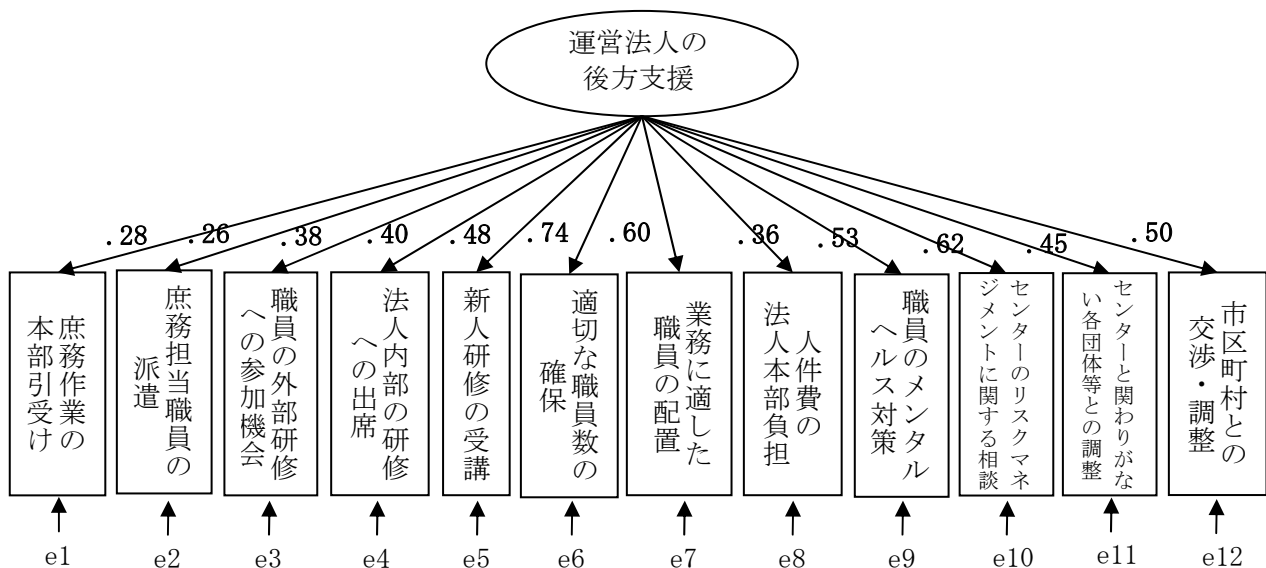 運営法人の
後方支援
.28
.26
.38
.40
.48
.74
.60
.36
.53
.62
.45
.50
庶務作業の
本部引受け
庶務担当職員の
派遣
職員の外部研修
への参加機会
法人内部の研修
への出席
新人研修の受講
適切な職員数の
確保
業務に適した
職員の配置
人件費の
法人本部負担
職員のメンタル
ヘルス対策
センターのリスクマネ
ジメントに関する相談
センターと関わりがな
い各団体等との調整
市区町村との
交渉・調整
e1
e2
e3
e4
e5
e6
e7
e8
e9
e10
e11
e12